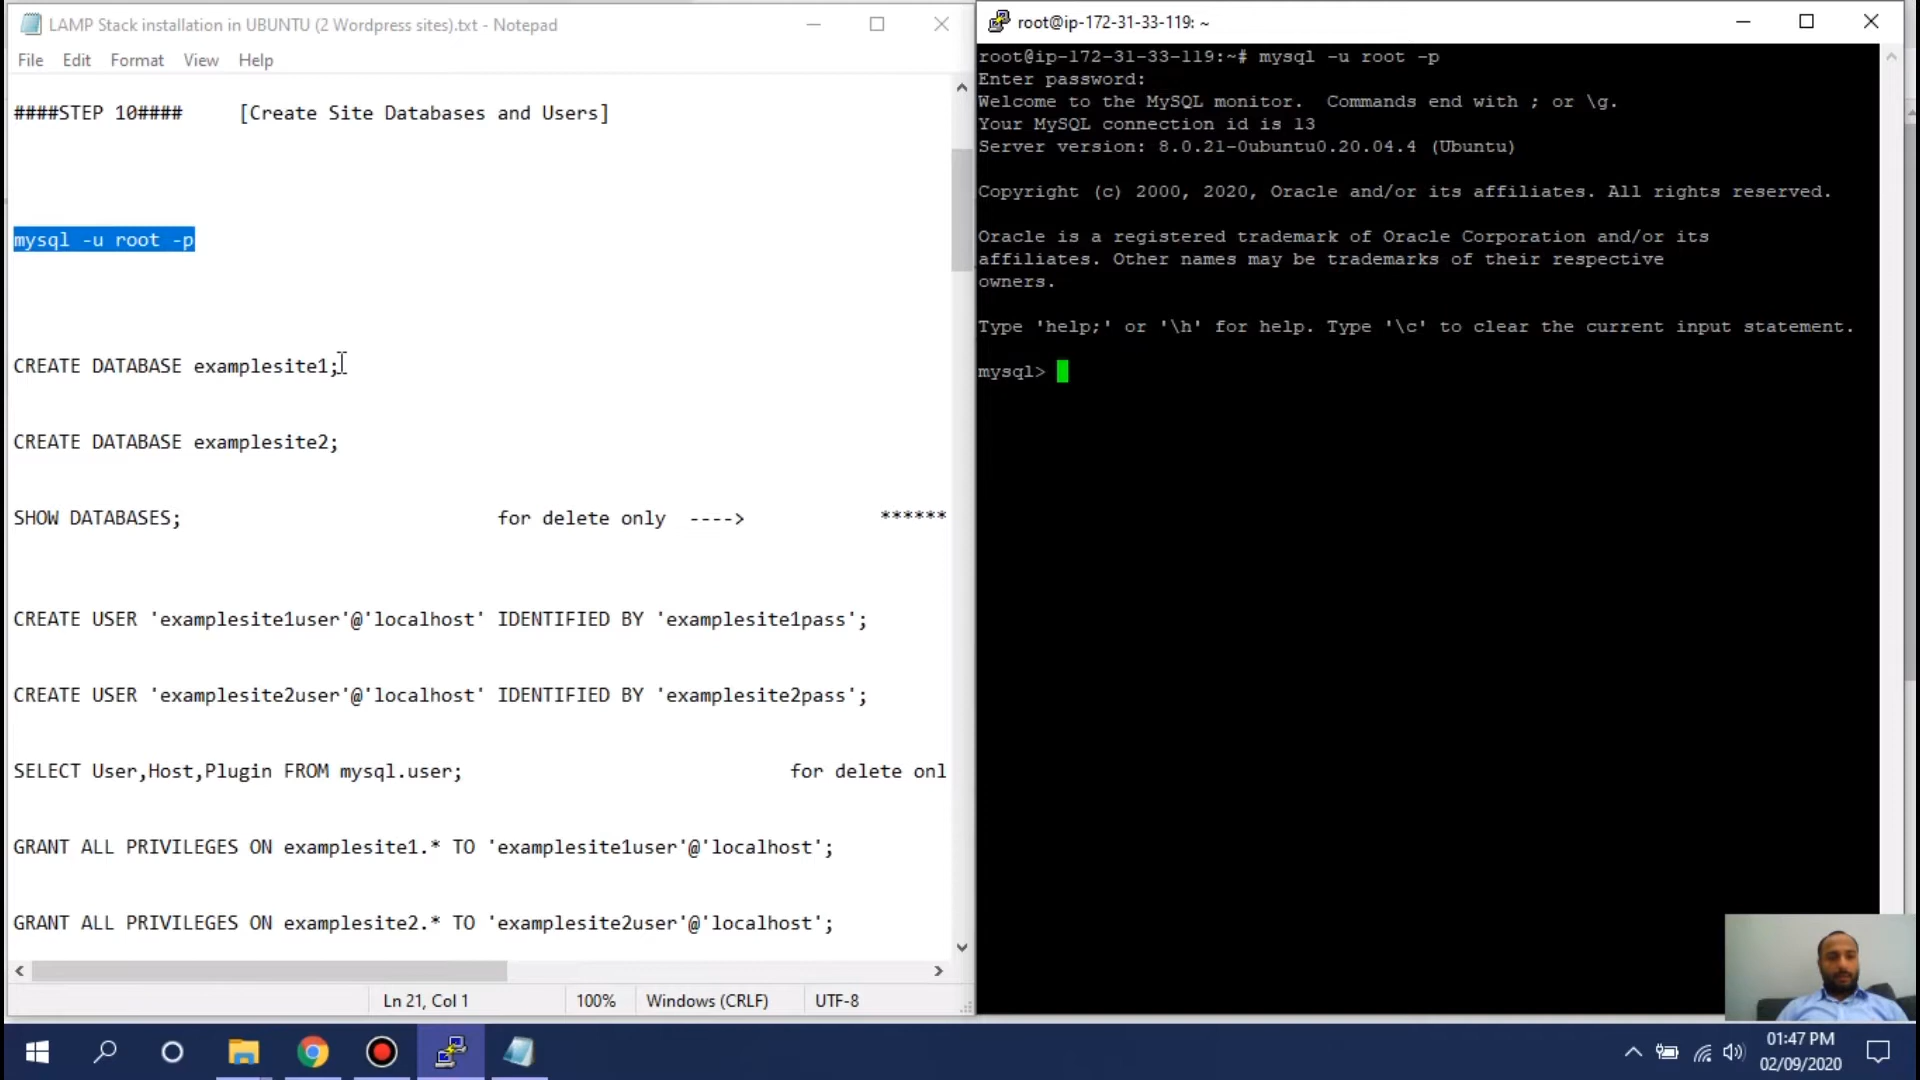 LAMP Stack installation in UBUNTU (2 Wordpress sites).txt - Notepad
File Edit Format View Help
####STEP 10#### [Create Site Databases and Users]
mysql -u root -p
CREATE DATABASE examplesite1;
CREATE DATABASE examplesite2;
SHOW DATABASES; for delete only ----> ******
CREATE USER 'examplesite1user'@'localhost' IDENTIFIED BY 'examplesite1pass';
CREATE USER 'examplesite2user'@'localhost' IDENTIFIED BY 'examplesite2pass';
SELECT User,Host,Plugin FROM mysql.user; for delete onl
GRANT ALL PRIVILEGES ON examplesite1.* TO 'examplesite1user'@'localhost';
GRANT ALL PRIVILEGES ON examplesite2.* TO 'examplesite2user'@'localhost';
Ln 21, Col 1 100% Windows (CRLF) UTF-8
root@ip-172-31-33-119: ~
root@ip-172-31-33-119:~# mysql -u root -p
Enter password:
Welcome to the MySQL monitor.  Commands end with ; or \g.
Your MySQL connection id is 13
Server version: 8.0.21-0ubuntu0.20.04.4 (Ubuntu)
Copyright (c) 2000, 2020, Oracle and/or its affiliates. All rights reserved.
Oracle is a registered trademark of Oracle Corporation and/or its
affiliates. Other names may be trademarks of their respective
owners.
Type 'help;' or '\h' for help. Type '\c' to clear the current input statement.
mysql>
01:47 PM
02/09/2020